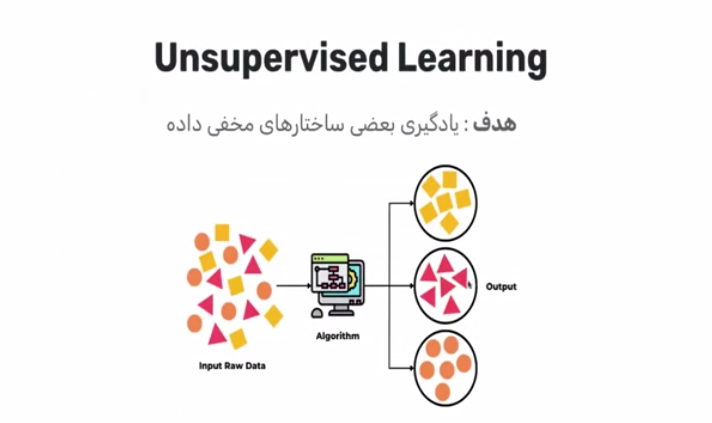 Unsupervised Learning
هدف : یادگیری بعضی ساختارهای مخفی داده
Output
Algorithm
Input Raw Data